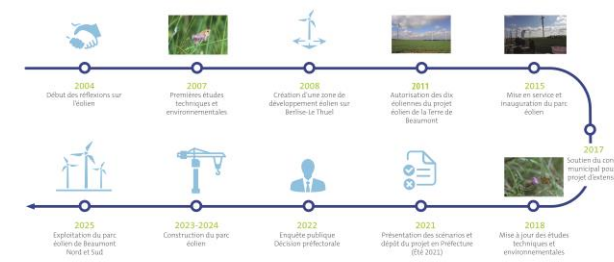 2004
Début des réflexions sur
l'éolien
2007
Premières études
techniques et
environnementales
2008
Création d'une zone de
développement éolien sur
Berlise-Le Thuel
2011
Autorisation des dix
éoliennes du projet
éolien de la Terre de
Beaumont
2015
Mise en service et
inauguration du parc
éolien
2017
Soutien du con
municipal pou
projet d'extens
2018
Mise à jour des études
techniques et
environnementales
2021
Présentation des scénarios et
dépôt du projet en Préfecture
(Été 2021)
2022
Enquête publique
Décision préfectorale
2023-2024
Construction du parc
éolien
2025
Exploitation du parc
éolien de Beaumont
Nord et Sud